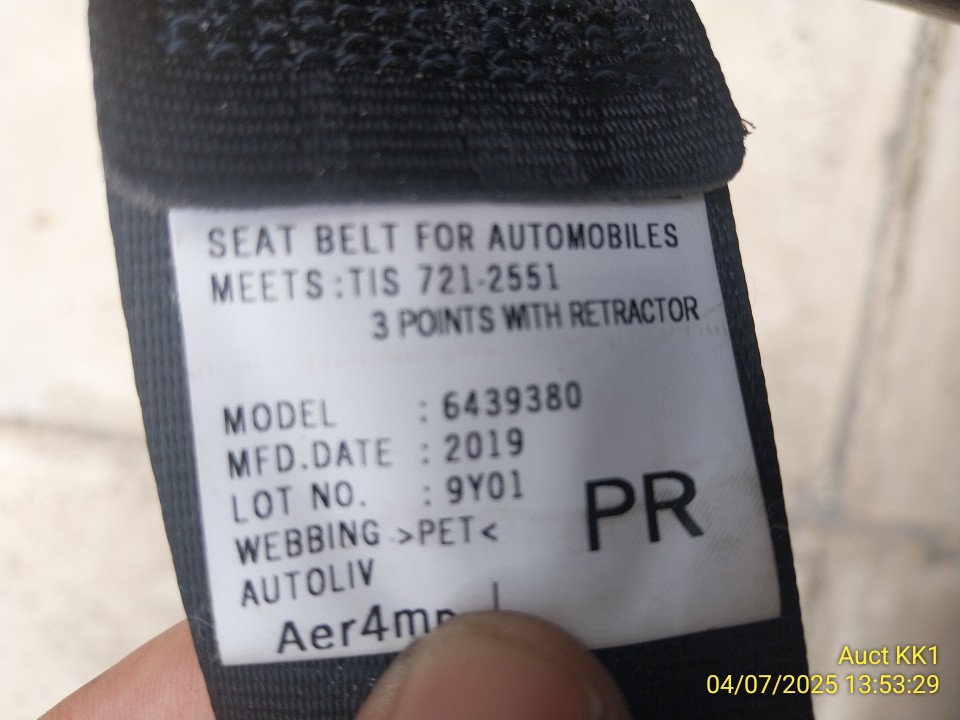 SEAT BELT FOR AUTOMOBILES
MEETS:TIS 721-2551
3 POINTS WITH RETRACTOR
MODEL : 6439380
MFD.DATE : 2019
LOT NO. : 9Y01
WEBBING >PET<
PR
AUTOLIV
Auct KK1
04/07/2025 13:53:29